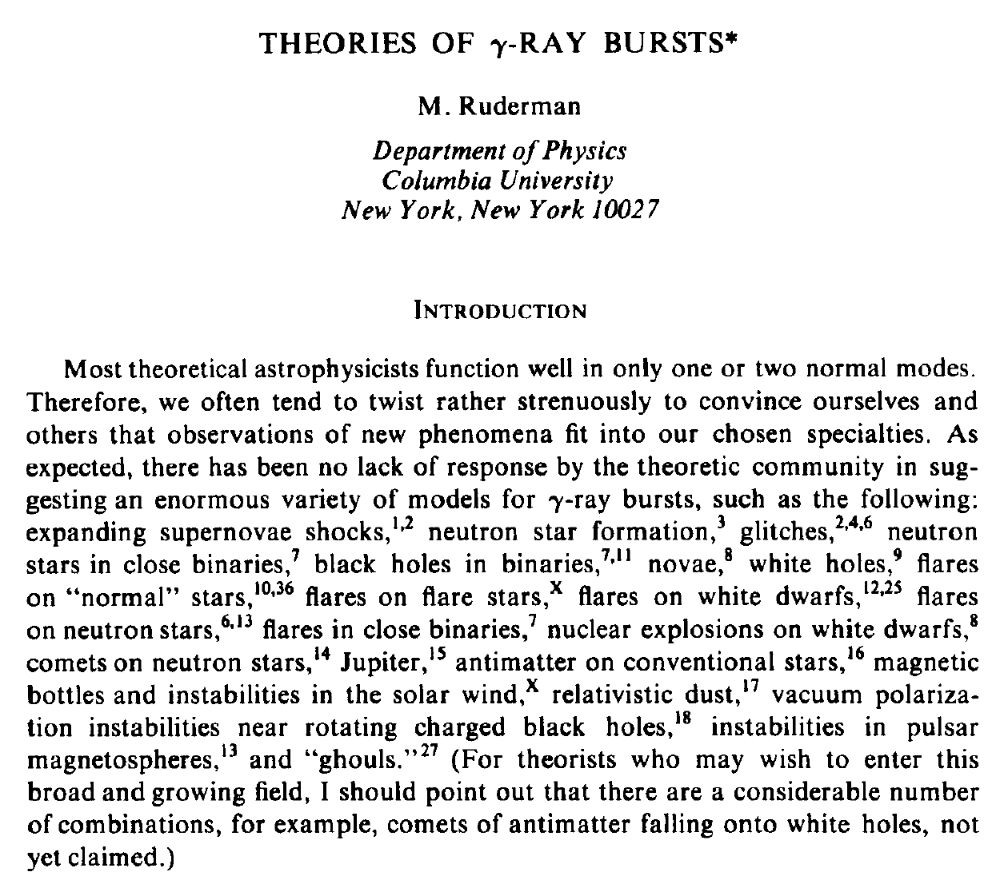 THEORIES OF γ-RAY BURSTS*
M. Ruderman
Department of Physics
Columbia University
New York, New York 10027
INTRODUCTION
Most theoretical astrophysicists function well in only one or two normal modes.
Therefore, we often tend to twist rather strenuously to convince ourselves and
others that observations of new phenomena fit into our chosen specialties. As
expected, there has been no lack of response by the theoretic community in sug-
gesting an enormous variety of models for γ-ray bursts, such as the following:
expanding supernovae shocks,¹,² neutron star formation,³ glitches,²,⁴,⁶ neutron
stars in close binaries,⁷ black holes in binaries,⁷,¹¹ novae,⁸ white holes,⁹ flares
on “normal” stars,¹⁰,³⁶ flares on flare stars,ˣ flares on white dwarfs,¹²,²⁵ flares
on neutron stars,⁶,¹³ flares in close binaries,⁷ nuclear explosions on white dwarfs,⁸
comets on neutron stars,¹⁴ Jupiter,¹⁵ antimatter on conventional stars,¹⁶ magnetic
bottles and instabilities in the solar wind,ˣ relativistic dust,¹⁷ vacuum polariza-
tion instabilities near rotating charged black holes,¹⁸ instabilities in pulsar
magnetospheres,¹³ and “ghouls.”²⁷ (For theorists who may wish to enter this
broad and growing field, I should point out that there are a considerable number
of combinations, for example, comets of antimatter falling onto white holes, not
yet claimed.)